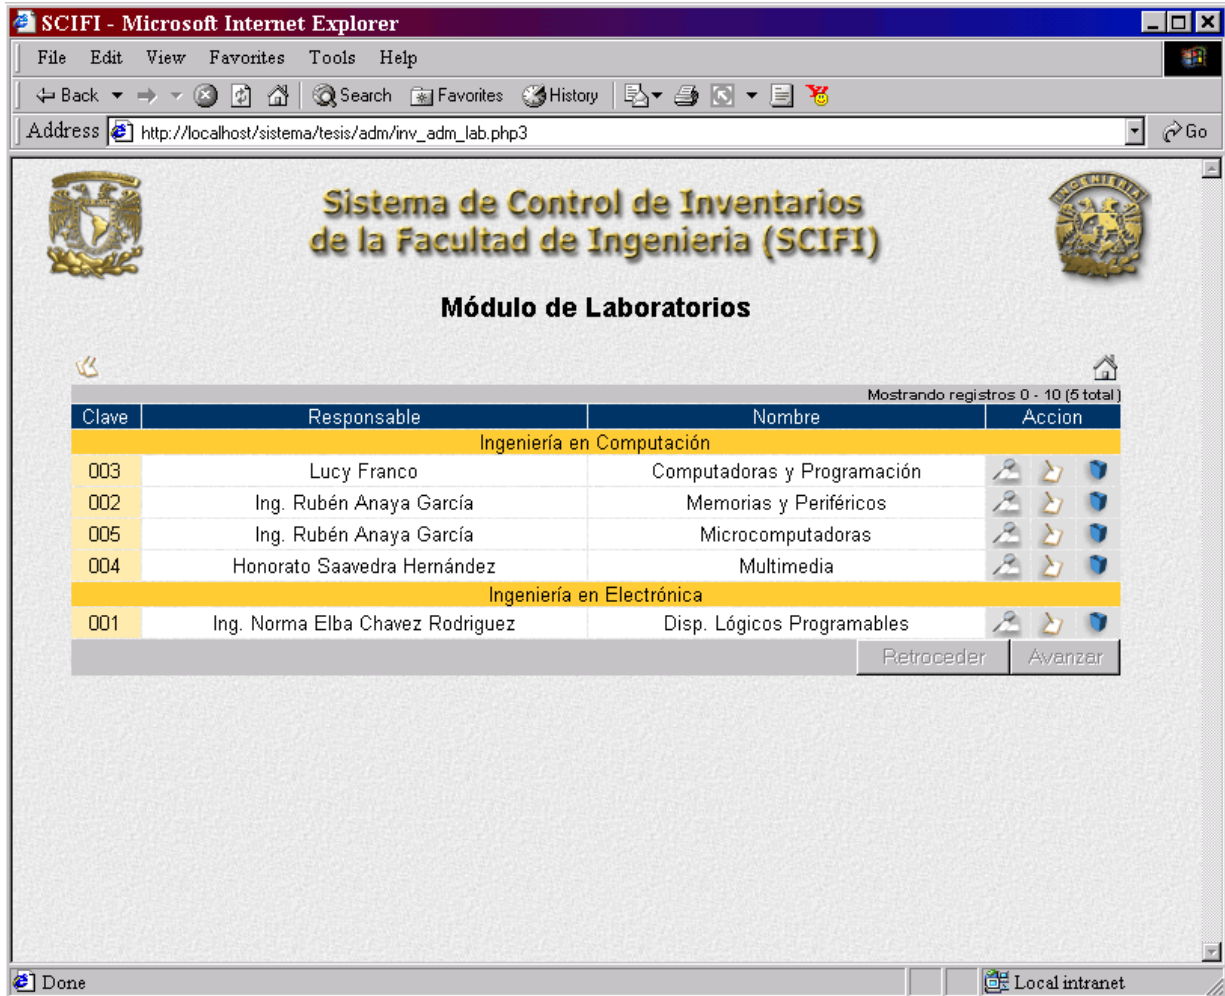 SCIFI - Microsoft Internet Explorer
File Edit View Favorites Tools Help
Back Search Favorites History
Address http://localhost/sistema/tesis/adm/inv_adm_lab.php3 Go
Sistema de Control de Inventarios
de la Facultad de Ingenieria (SCIFI)
INGENIERIA
Módulo de Laboratorios
Mostrando registros 0 - 10 (5 total)
Clave Responsable Nombre Accion
Ingeniería en Computación
003 Lucy Franco Computadoras y Programación
002 Ing. Rubén Anaya García Memorias y Periféricos
005 Ing. Rubén Anaya García Microcomputadoras
004 Honorato Saavedra Hernández Multimedia
Ingeniería en Electrónica
001 Ing. Norma Elba Chavez Rodriguez Disp. Lógicos Programables
Retroceder Avanzar
Done Local intranet